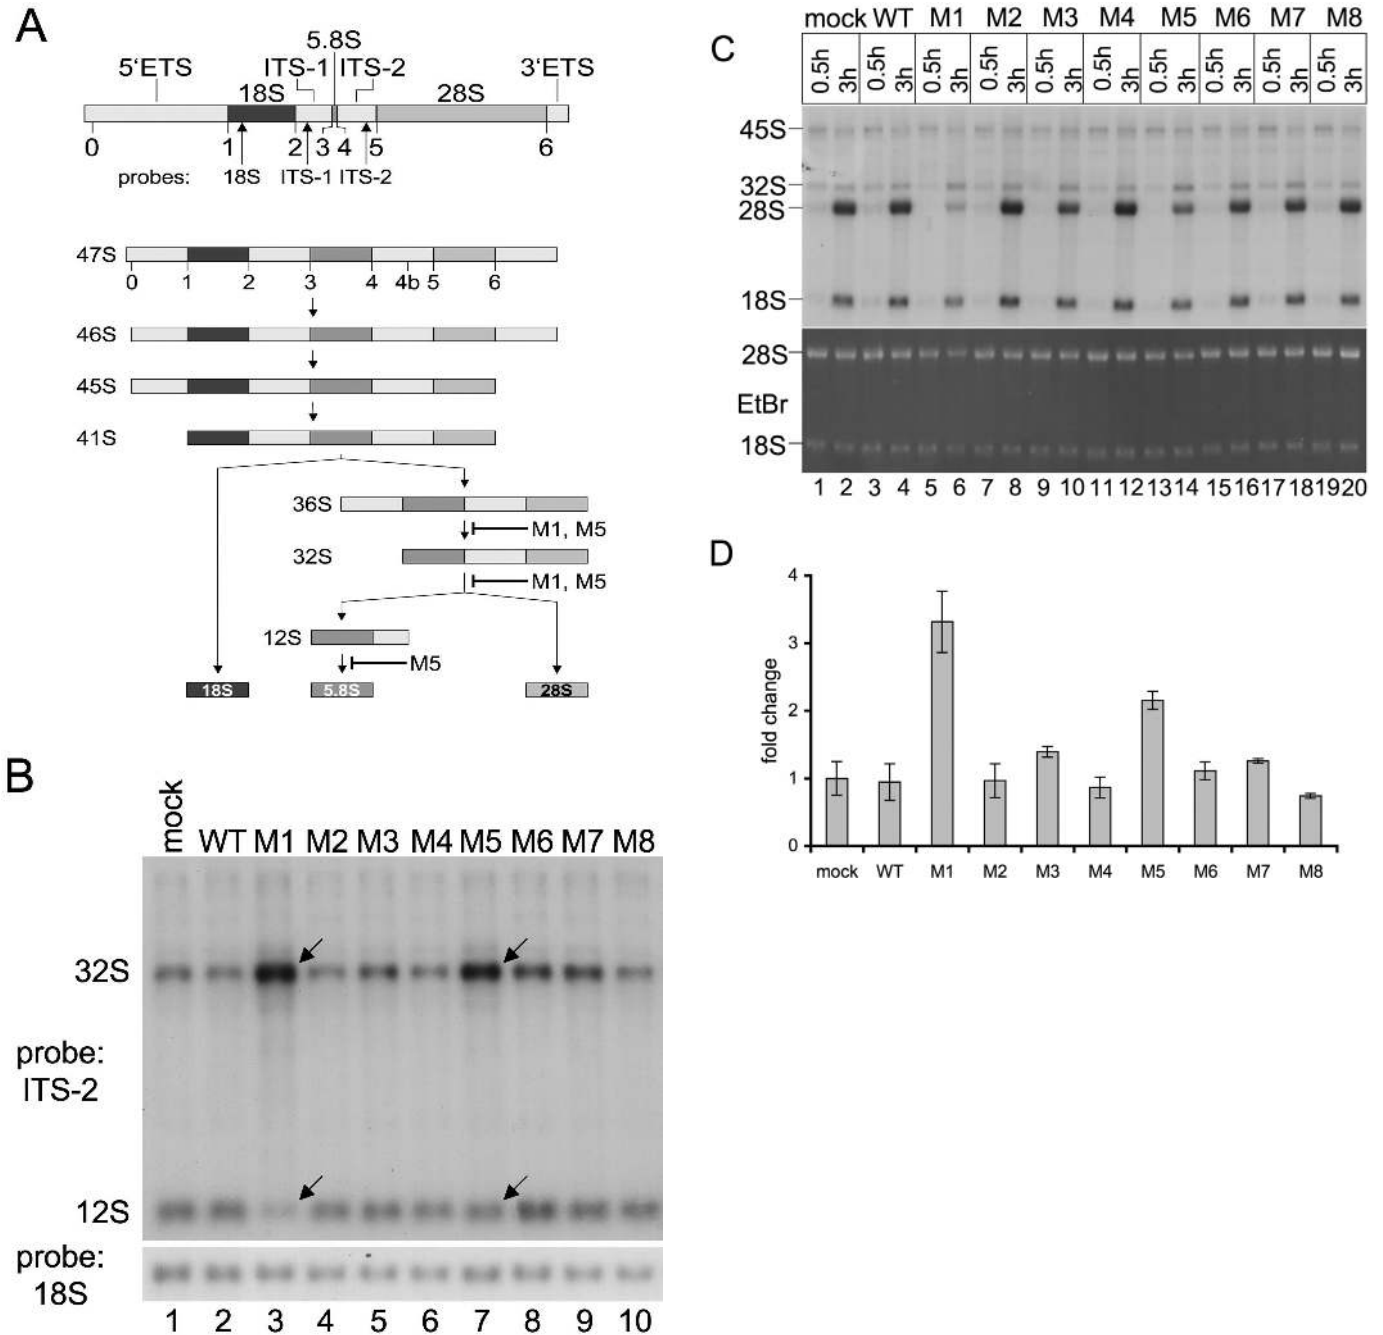 A
5.8S
5'ETS ITS-1 ITS-2 3'ETS
18S 28S
0 1 2 3 4 5 6
probes: 18S ITS-1 ITS-2
47S
0 1 2 3 4 4b 5 6
46S
45S
41S
36S
M1, M5
32S
M1, M5
12S
M5
18S 5.8S 28S
B
mock WT M1 M2 M3 M4 M5 M6 M7 M8
32S
probe:
ITS-2
12S
probe:
18S
1 2 3 4 5 6 7 8 9 10
C
mock WT M1 M2 M3 M4 M5 M6 M7 M8
0.5h 3h 0.5h 3h 0.5h 3h 0.5h 3h 0.5h 3h 0.5h 3h 0.5h 3h 0.5h 3h 0.5h 3h 0.5h 3h
45S
32S
28S
18S
28S
EtBr
18S
1 2 3 4 5 6 7 8 9 10 11 12 13 14 15 16 17 18 19 20
D
4
3
2
1
0
fold change
mock WT M1 M2 M3 M4 M5 M6 M7 M8